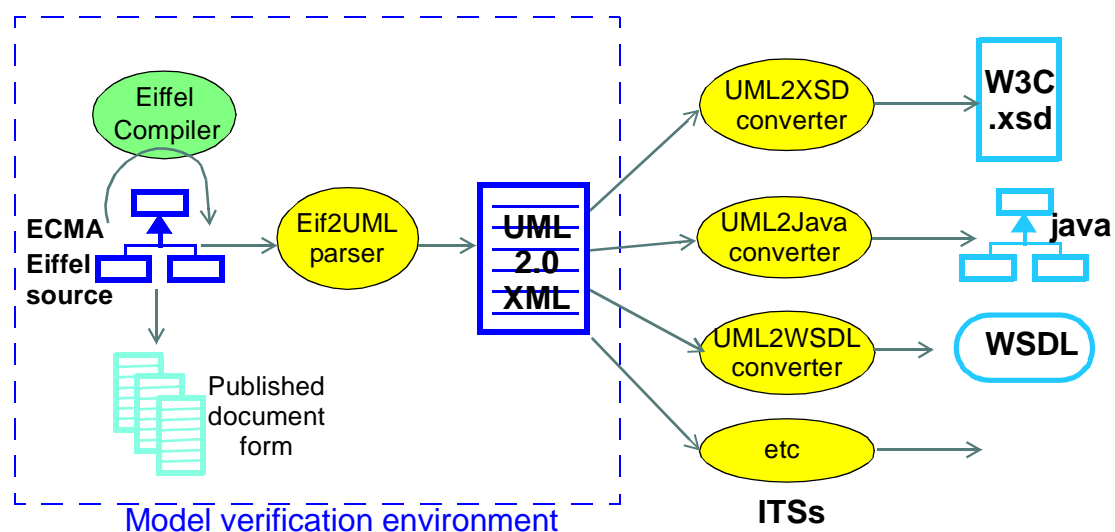 Eiffel
Compiler
ECMA
Eiffel
source
Published
document
form
Eif2UML
parser
UML
2.0
XML
Model verification environment
UML2XSD
converter
W3C
.xsd
UML2Java
converter
java
UML2WSDL
converter
WSDL
etc
ITSs